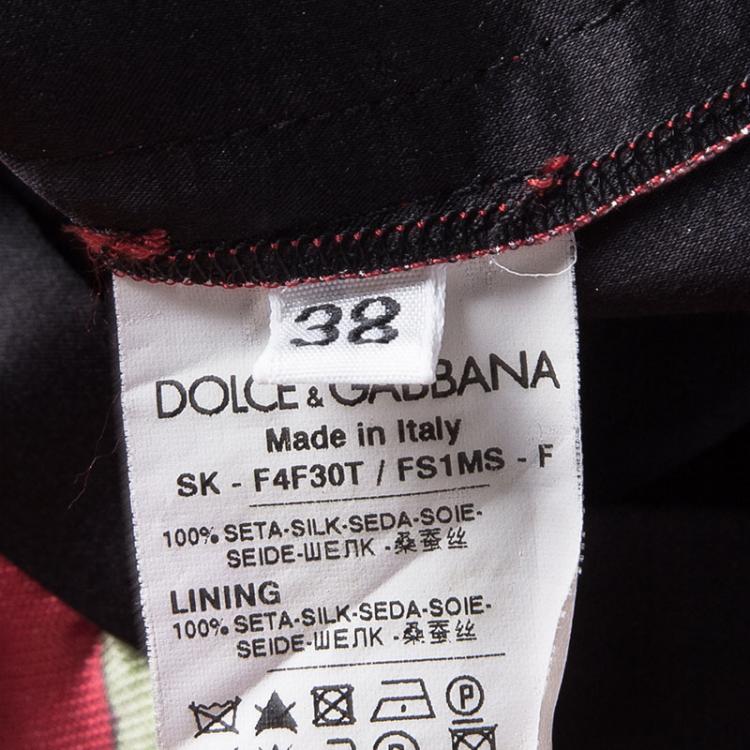 38
DOLCE & GABBANA
Made in Italy
SK - F4F30T / FS1MS - F
100% SETA-SILK-SEDA-SOIE-
SEIDE-ШЕЛК -桑蚕丝
LINING
100% SETA-SILK-SEDA-SOIE-
SEIDE-ШЕЛК -桑蚕丝
P